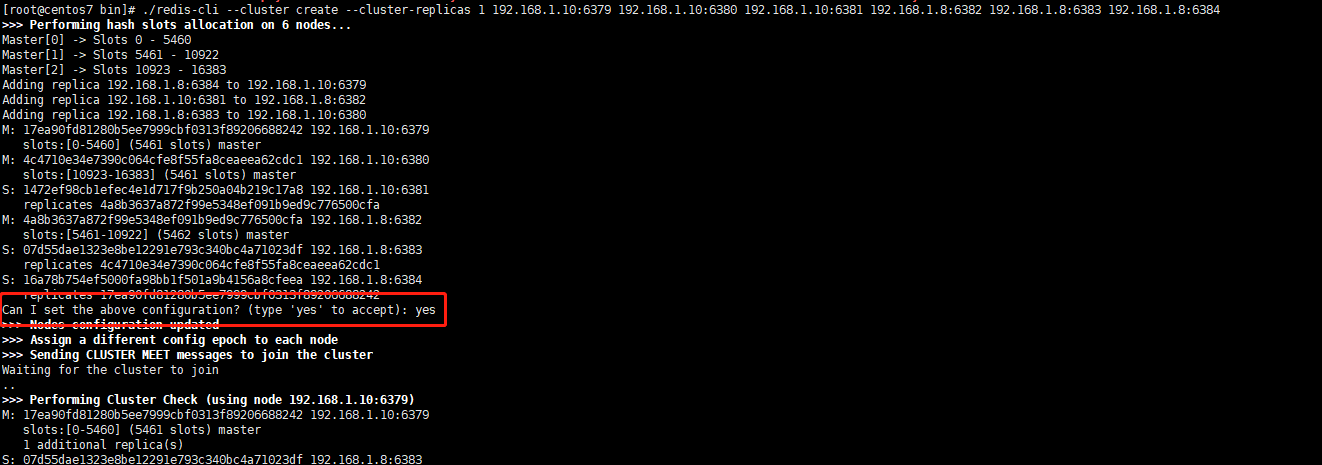 [root@centos7 bin]# ./redis-cli --cluster create --cluster-replicas 1 192.168.1.10:6379 192.168.1.10:6380 192.168.1.10:6381 192.168.1.8:6382 192.168.1.8:6383 192.168.1.8:6384
>>> Performing hash slots allocation on 6 nodes...
Master[0] -> Slots 0 - 5460
Master[1] -> Slots 5461 - 10922
Master[2] -> Slots 10923 - 16383
Adding replica 192.168.1.8:6384 to 192.168.1.10:6379
Adding replica 192.168.1.10:6381 to 192.168.1.8:6382
Adding replica 192.168.1.8:6383 to 192.168.1.10:6380
M: 17ea90fd81280b5ee7999cbf0313f89206688242 192.168.1.10:6379
   slots:[0-5460] (5461 slots) master
M: 4c4710e34e7390c064cfe8f55fa8ceaeea62cdc1 192.168.1.10:6380
   slots:[10923-16383] (5461 slots) master
S: 1472ef98cb1efec4e1d717f9b250a04b219c17a8 192.168.1.10:6381
   replicates 4a8b3637a872f99e5348ef091b9ed9c776500cfa
M: 4a8b3637a872f99e5348ef091b9ed9c776500cfa 192.168.1.8:6382
   slots:[5461-10922] (5462 slots) master
S: 07d55dae1323e8be12291e793c340bc4a71023df 192.168.1.8:6383
   replicates 4c4710e34e7390c064cfe8f55fa8ceaeea62cdc1
S: 16a78b754ef5000fa98bb1f501a9b4156a8cfeea 192.168.1.8:6384
   replicates 17ea90fd81280b5ee7999cbf0313f89206688242
Can I set the above configuration? (type 'yes' to accept): yes
>>> Nodes configuration updated
>>> Assign a different config epoch to each node
>>> Sending CLUSTER MEET messages to join the cluster
Waiting for the cluster to join
..
>>> Performing Cluster Check (using node 192.168.1.10:6379)
M: 17ea90fd81280b5ee7999cbf0313f89206688242 192.168.1.10:6379
   slots:[0-5460] (5461 slots) master
   1 additional replica(s)
S: 07d55dae1323e8be12291e793c340bc4a71023df 192.168.1.8:6383